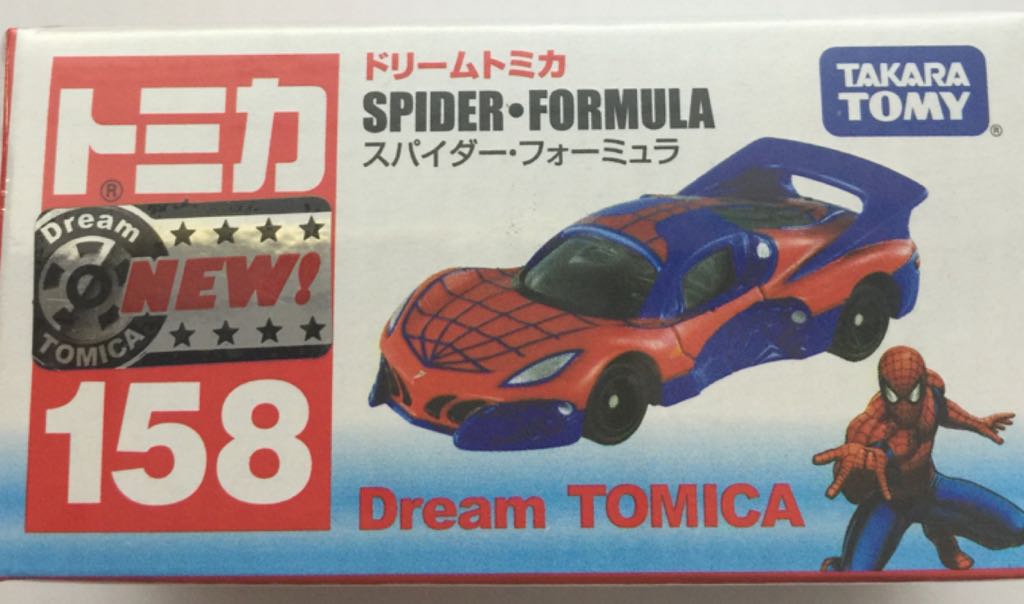 トミカ
®
Dream
NEW!
TOMICA
158
ドリームトミカ
SPIDER•FORMULA
スパイダー・フォーミュラ
TAKARA
TOMY
®
Dream TOMICA